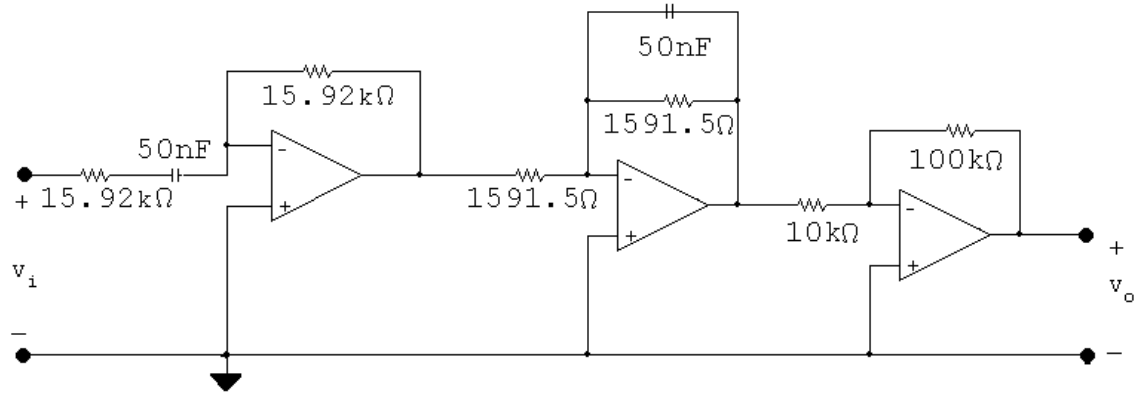 50nF
15.92kΩ
1591.5Ω
100kΩ
50nF
-
-
-
+ 15.92kΩ
+
1591.5Ω
+
10kΩ
+
+
v_i
v_o
-
-